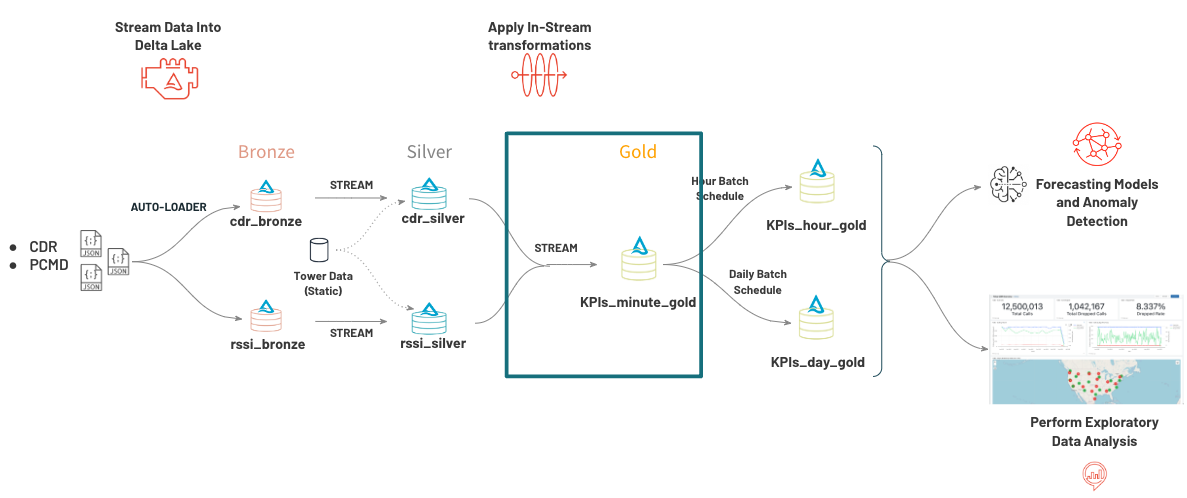 Stream Data Into
Delta Lake
Apply In-Stream
transformations
Bronze
Silver
Gold
AUTO-LOADER
STREAM
cdr_bronze
cdr_silver
● CDR
● PCMD
{;}
JSON
{;}
JSON
{;}
JSON
Tower Data
(Static)
STREAM
rssi_bronze
rssi_silver
STREAM
KPIs_minute_gold
Hour Batch
Schedule
KPIs_hour_gold
Daily Batch
Schedule
KPIs_day_gold
Forecasting Models
and Anomaly
Detection
12,500,013
Total Calls
1,042,167
Total Dropped Calls
8.337%
Dropped Rate
Perform Exploratory
Data Analysis